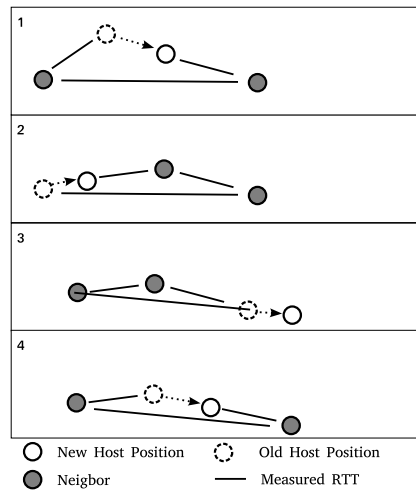 1
2
3
4
New Host Position
Old Host Position
Neigbor
Measured RTT